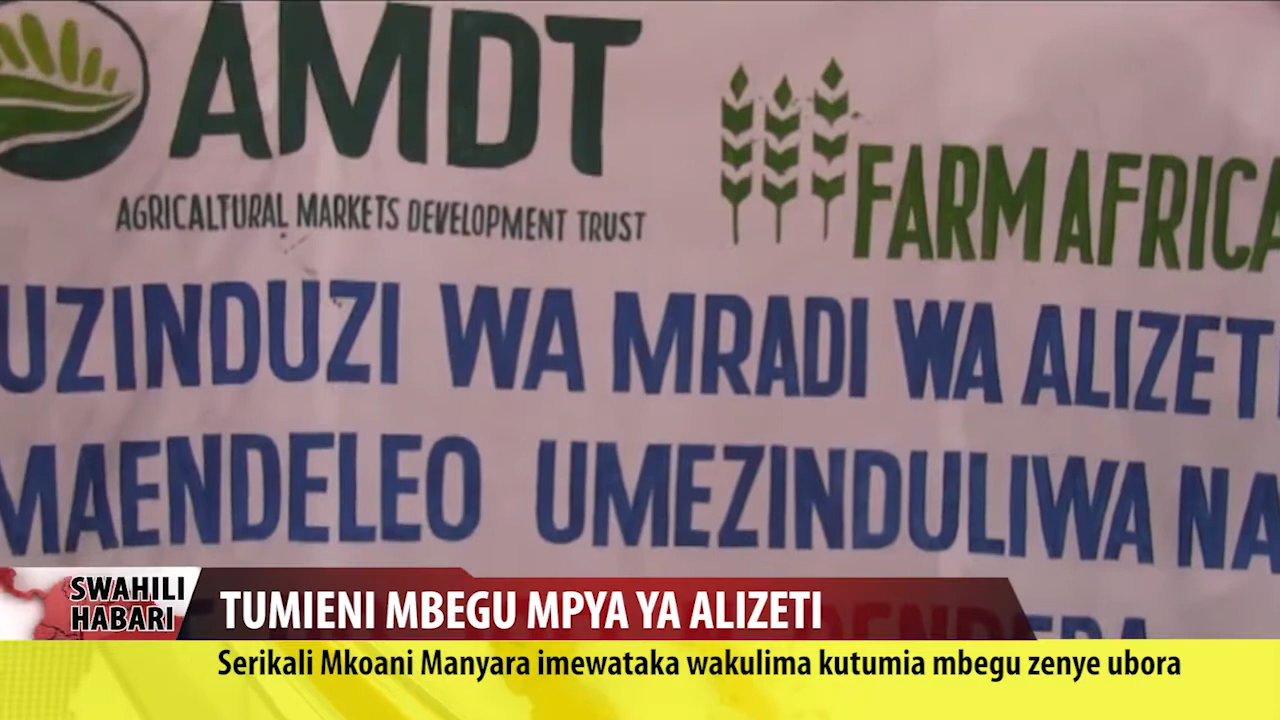 AMDT
AGRICALTURAL MARKETS DEVELOPMENT TRUST
FARM AFRICA
UZINDUZI WA MRADI WA ALIZETI
MAENDELEO UMEZINDULIWA NA
SWAHILI
HABARI
TUMIENI MBEGU MPYA YA ALIZETI
Serikali Mkoani Manyara imewataka wakulima kutumia mbegu zenye ubora